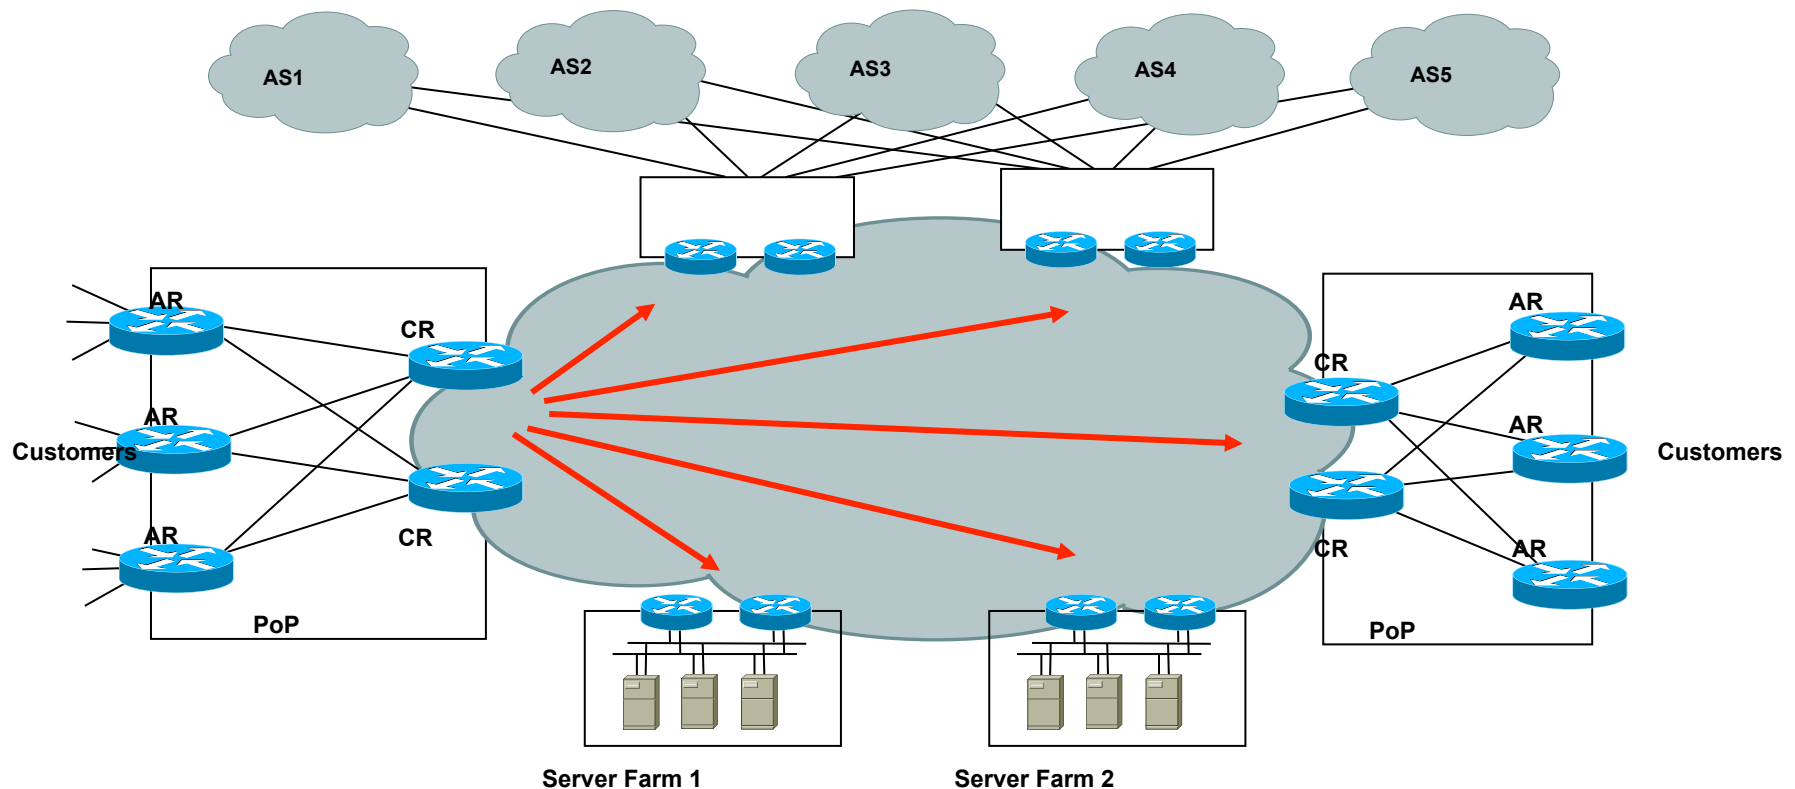 AS1
AS2
AS3
AS4
AS5
AR
CR
AR
Customers
AR
CR
PoP
AR
CR
AR
Customers
CR
AR
PoP
Server Farm 1
Server Farm 2